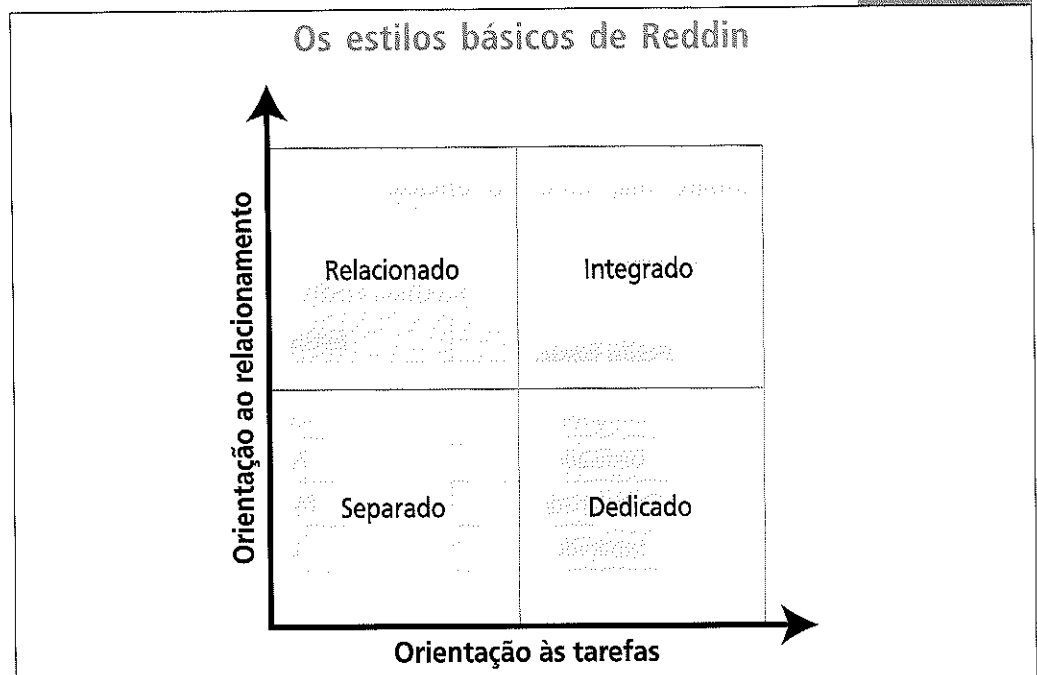 Os estilos básicos de Reddin
Orientação ao relacionamento
Relacionado
Integrado
Separado
Dedicado
Orientação às tarefas